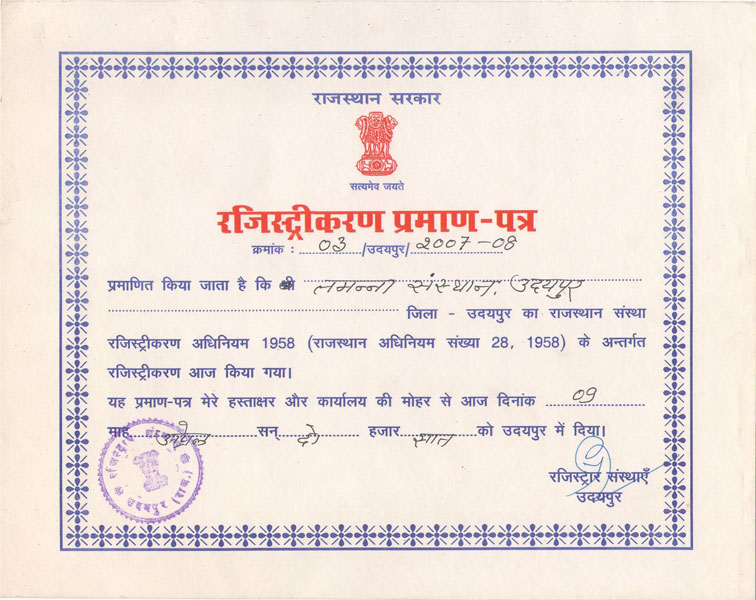 राजस्थान सरकार
सत्यमेव जयते
रजिस्ट्रीकरण प्रमाण-पत्र
क्रमांक : 03 /उदयपुर/ 2007-08
प्रमाणित किया जाता है कि श्री तमन्ना संस्थान, उदयपुर
जिला - उदयपुर का राजस्थान संस्था
रजिस्ट्रीकरण अधिनियम 1958 (राजस्थान अधिनियम संख्या 28, 1958) के अन्तर्गत
रजिस्ट्रीकरण आज किया गया।
यह प्रमाण-पत्र मेरे हस्ताक्षर और कार्यालय की मोहर से आज दिनांक 09
माह अप्रेल सन् दो हजार सात को उदयपुर में दिया।
रजिस्ट्रार संस्थाएँ
उदयपुर
रजिस्ट्रार संस्थाएँ
उदयपुर (राज.)